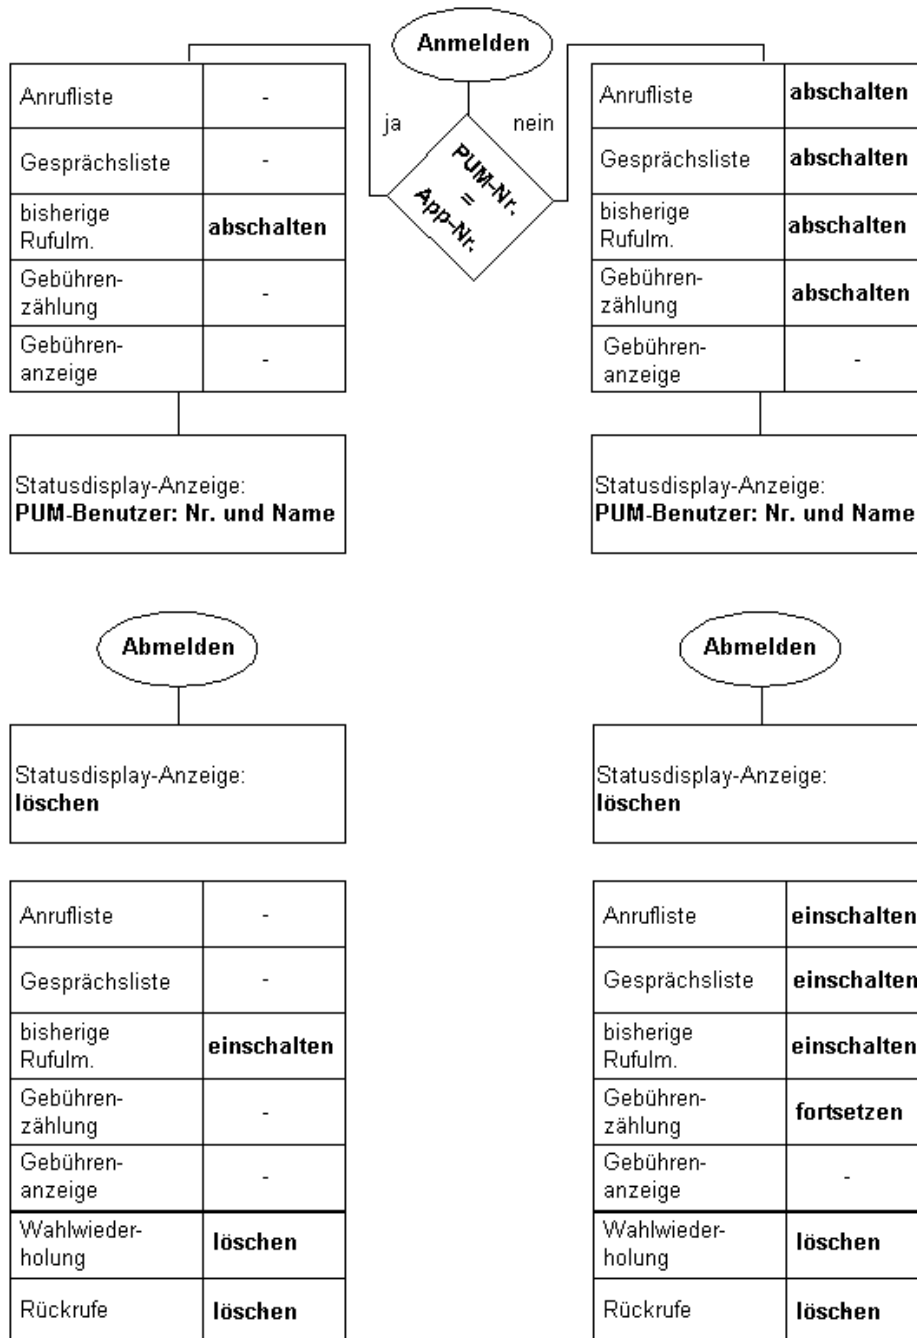 Anmelden
ja
nein
PUM-Nr.
=
App-Nr.
Anrufliste -
Gesprächsliste -
bisherige
Rufulm. abschalten
Gebühren-
zählung -
Gebühren-
anzeige -
Statusdisplay-Anzeige:
PUM-Benutzer: Nr. und Name
Anrufliste abschalten
Gesprächsliste abschalten
bisherige
Rufulm. abschalten
Gebühren-
zählung abschalten
Gebühren-
anzeige -
Statusdisplay-Anzeige:
PUM-Benutzer: Nr. und Name
Abmelden
Statusdisplay-Anzeige:
löschen
Anrufliste -
Gesprächsliste -
bisherige
Rufulm. einschalten
Gebühren-
zählung -
Gebühren-
anzeige -
Wahlwieder-
holung löschen
Rückrufe löschen
Abmelden
Statusdisplay-Anzeige:
löschen
Anrufliste einschalten
Gesprächsliste einschalten
bisherige
Rufulm. einschalten
Gebühren-
zählung fortsetzen
Gebühren-
anzeige -
Wahlwieder-
holung löschen
Rückrufe löschen